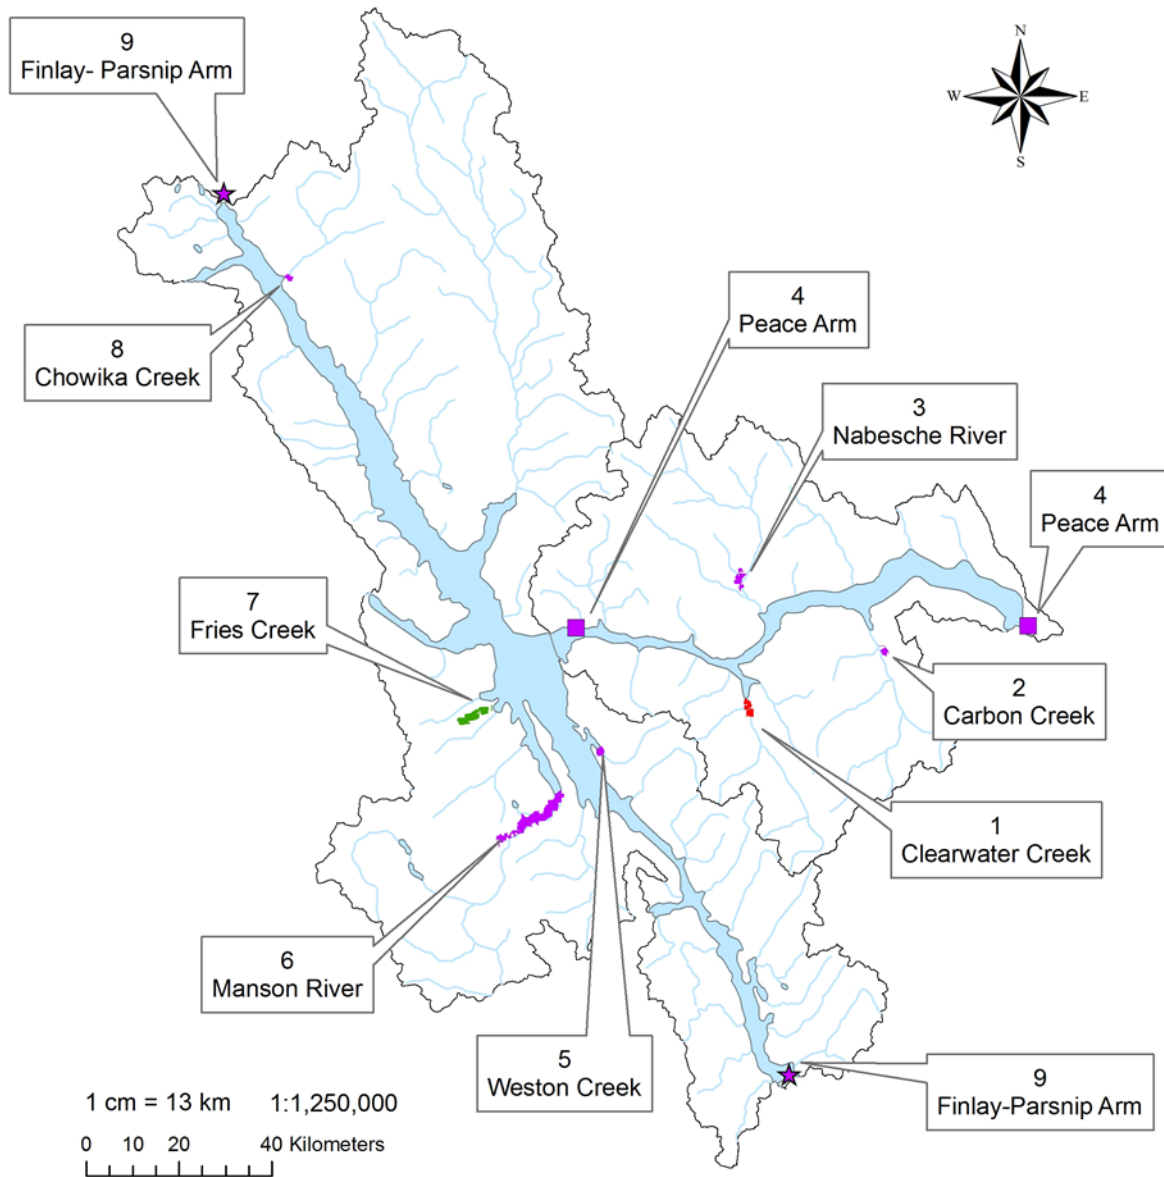 9
Finlay- Parsnip Arm
N
W
E
S
4
Peace Arm
8
Chowika Creek
3
Nabesche River
4
Peace Arm
7
Fries Creek
2
Carbon Creek
1
Clearwater Creek
6
Manson River
5
Weston Creek
9
Finlay-Parsnip Arm
1 cm = 13 km 1:1,250,000
0 10 20 40 Kilometers